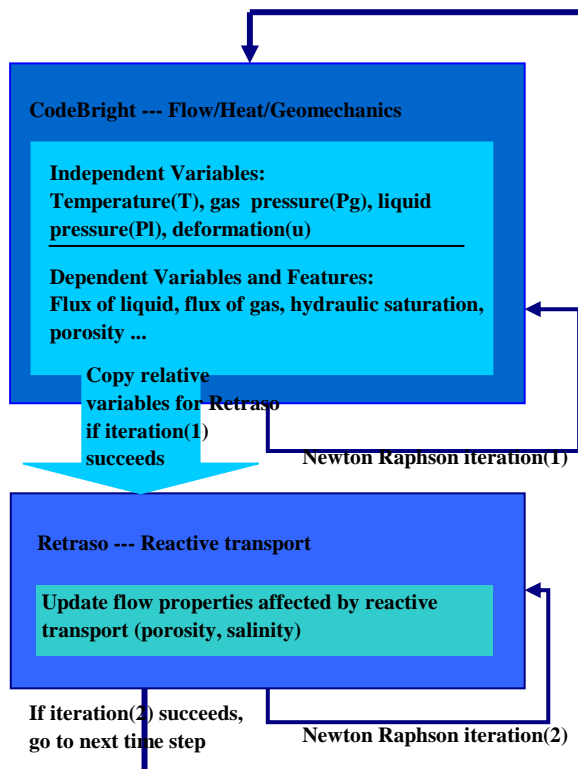 CodeBright --- Flow/Heat/Geomechanics
Independent Variables:
Temperature(T), gas pressure(Pg), liquid
pressure(Pl), deformation(u)
Dependent Variables and Features:
Flux of liquid, flux of gas, hydraulic saturation,
porosity ...
Copy relative
variables for Retraso
if iteration(1)
succeeds
Newton Raphson iteration(1)
Retraso --- Reactive transport
Update flow properties affected by reactive
transport (porosity, salinity)
If iteration(2) succeeds,
go to next time step
Newton Raphson iteration(2)